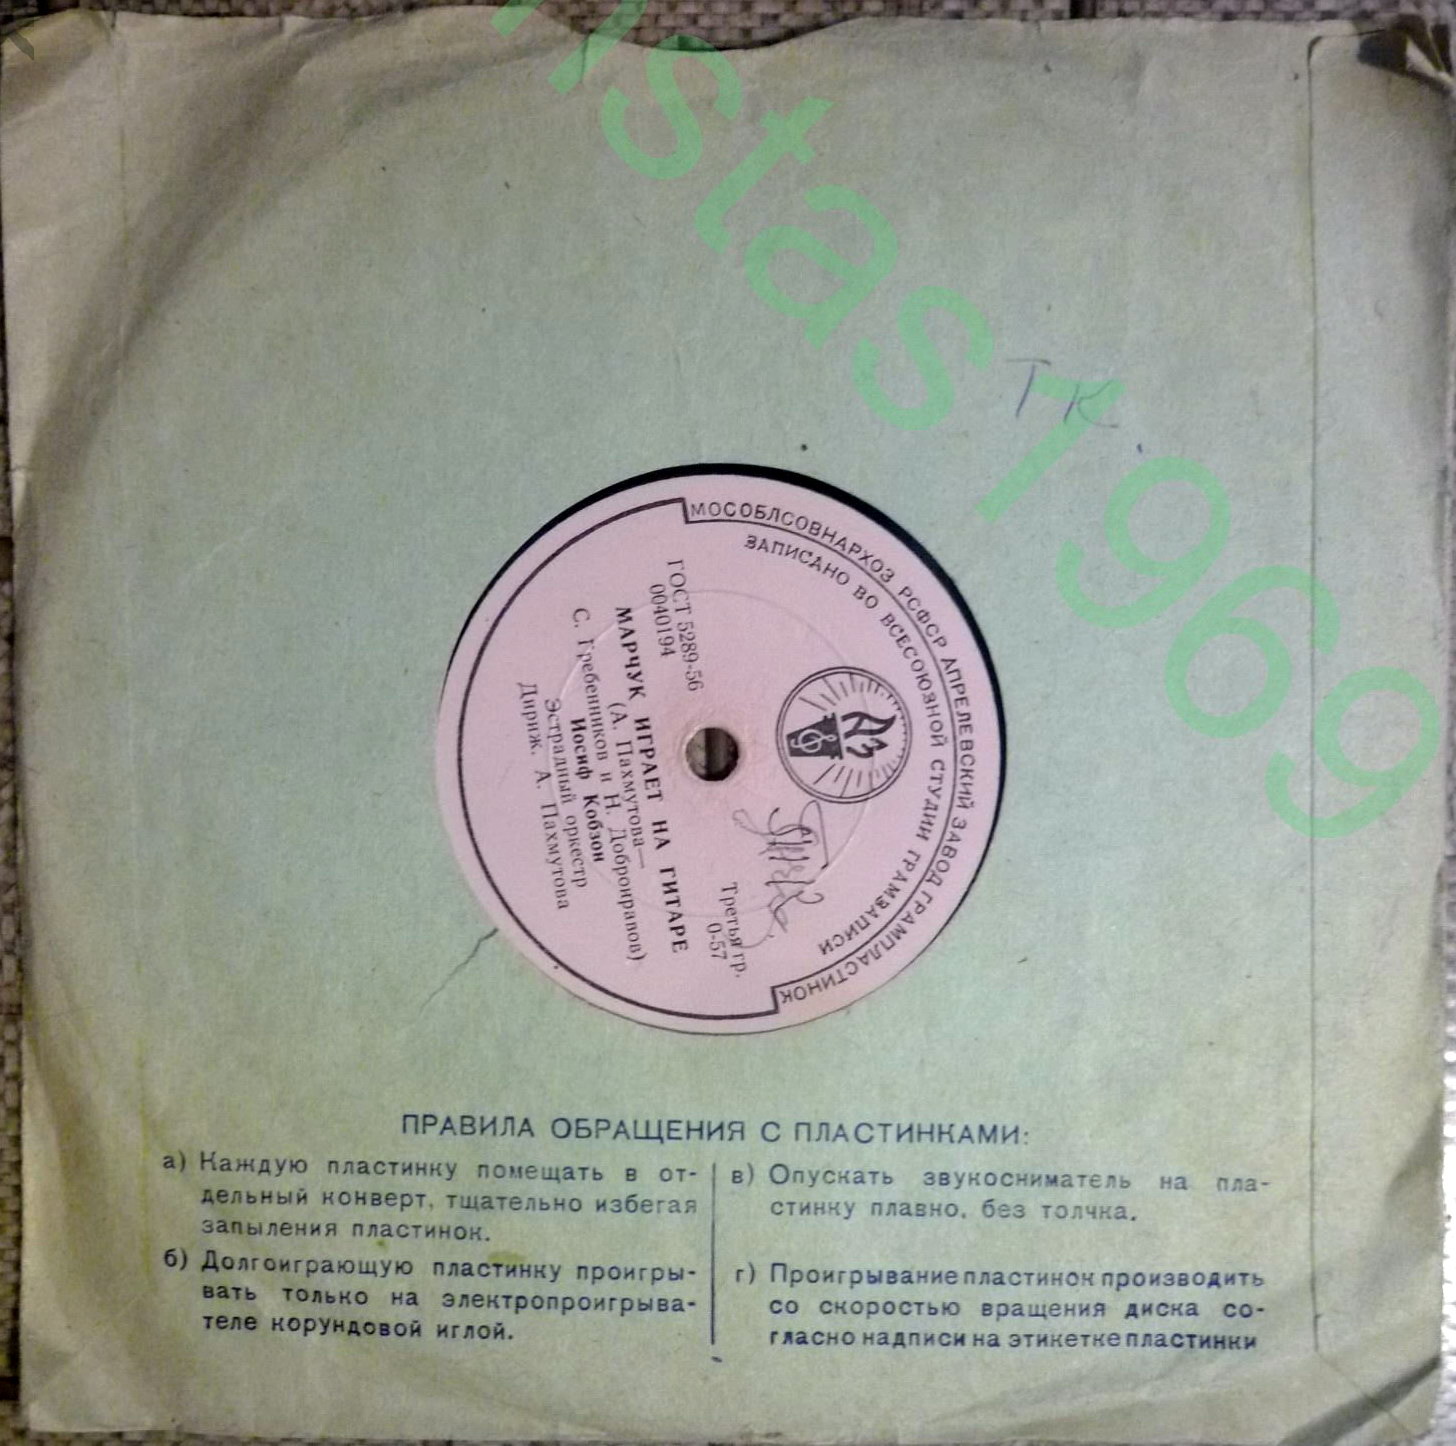 nstas1969
Т К
МОСОБЛСОВНАРХОЗ РСФСР АПРЕЛЕВСКИЙ ЗАВОД ГРАМПЛАСТИНОК
ЗАПИСАНО ВО ВСЕСОЮЗНОЙ СТУДИИ ГРАМЗАПИСИ
АЗ
ГОСТ 5289-56
0040194
Третья гр.
0-57
МАРЧУК ИГРАЕТ НА ГИТАРЕ
(А. Пахмутова—
С. Гребенников и Н. Добронравов)
Иосиф Кобзон
Эстрадный оркестр
Дириж. А. Пахмутова
ПРАВИЛА ОБРАЩЕНИЯ С ПЛАСТИНКАМИ:
а) Каждую пластинку помещать в от-
дельный конверт, тщательно избегая
запыления пластинок.
б) Долгоиграющую пластинку проигры-
вать только на электропроигрыва-
теле корундовой иглой.
в) Опускать звукосниматель на пла-
стинку плавно, без толчка.
г) Проигрывание пластинок производить
со скоростью вращения диска со-
гласно надписи на этикетке пластинки